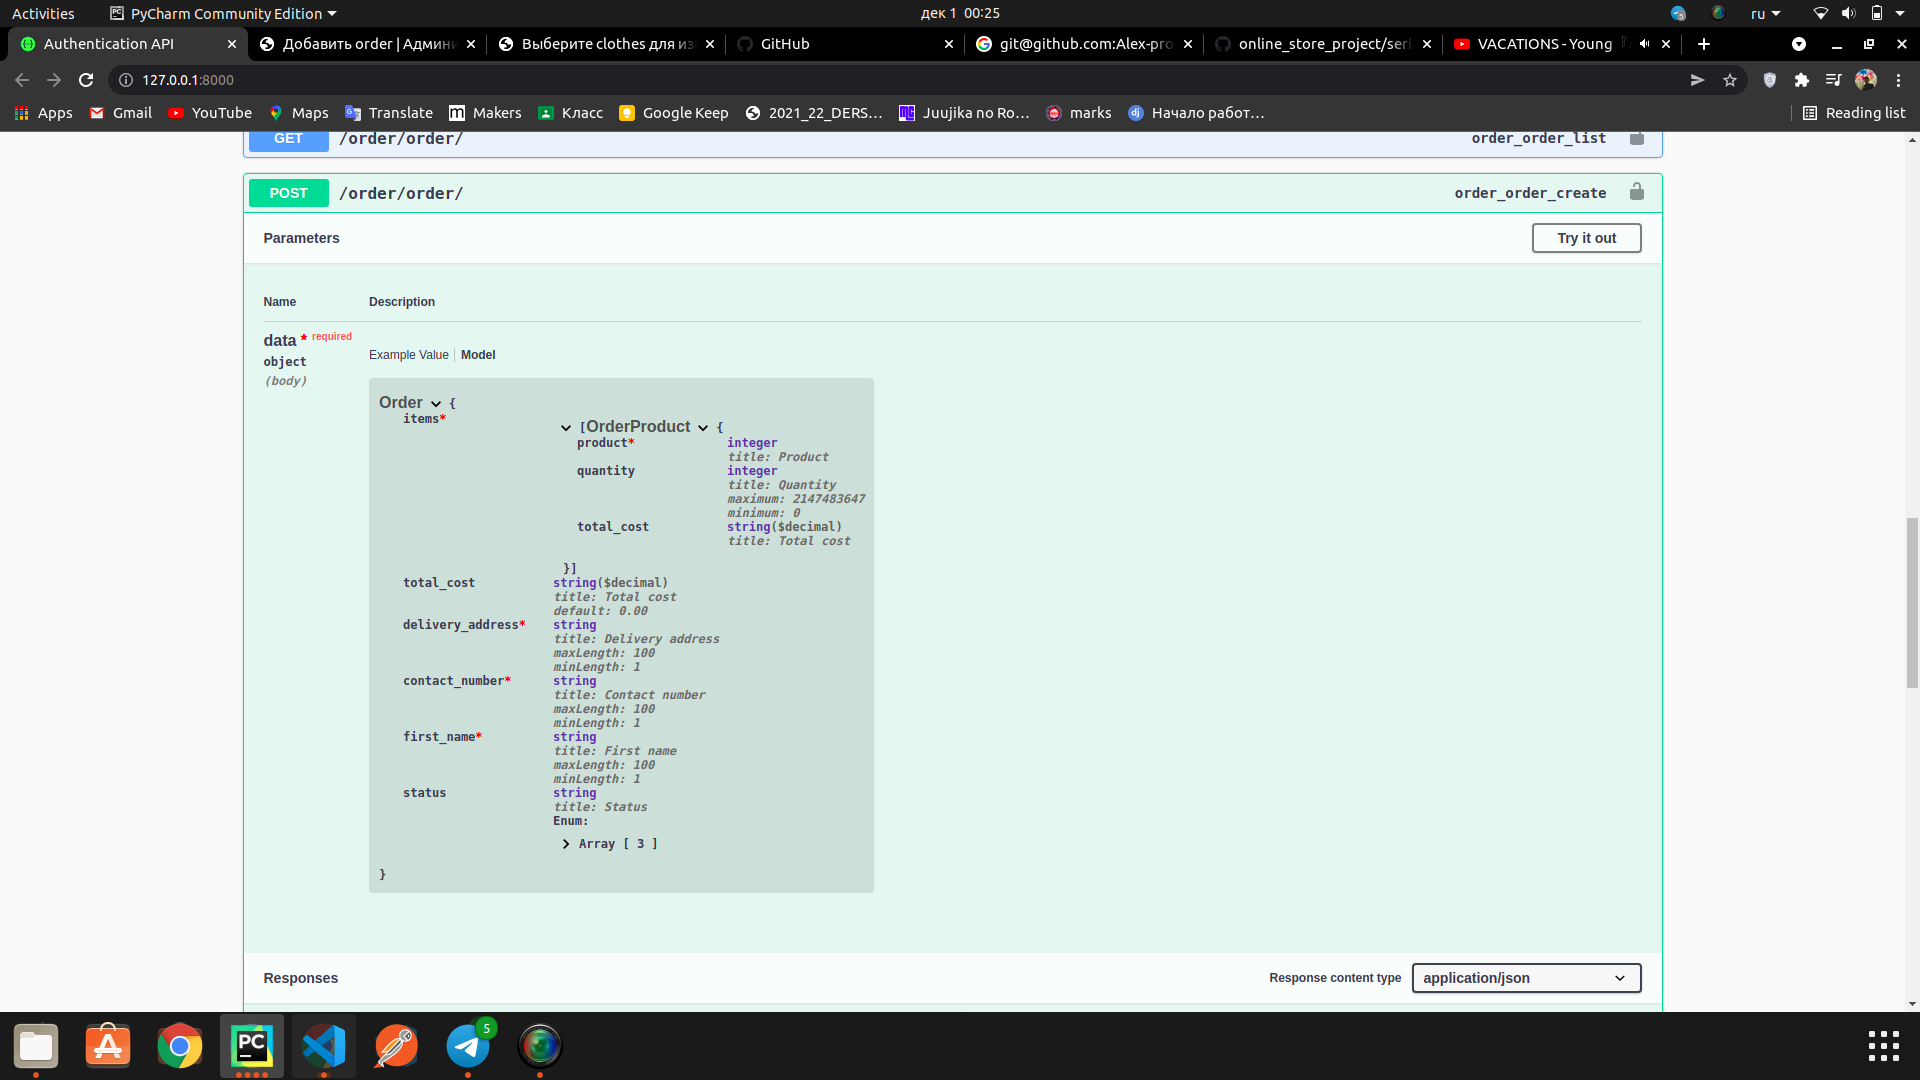 Activities
PyCharm Community Edition
дек 1 00:25
ru
Authentication API
Добавить order | Админи
Выберите clothes для из
GitHub
git@github.com:Alex-pro
online_store_project/seri
VACATIONS - Young
127.0.0.1:8000
Apps
Gmail
YouTube
Maps
Translate
Makers
Класс
Google Keep
2021_22_DERS...
Juujika no Ro...
marks
Начало работ...
Reading list
GET /order/order/ order_order_list
POST /order/order/ order_order_create
Parameters
Try it out
Name Description
data * required
object
(body)
Example Value Model
Order {
items*
[OrderProduct {
product* integer
title: Product
quantity integer
title: Quantity
maximum: 2147483647
minimum: 0
total_cost string($decimal)
title: Total cost
}]
total_cost string($decimal)
title: Total cost
default: 0.00
delivery_address* string
title: Delivery address
maxLength: 100
minLength: 1
contact_number* string
title: Contact number
maxLength: 100
minLength: 1
first_name* string
title: First name
maxLength: 100
minLength: 1
status string
title: Status
Enum:
Array [ 3 ]
}
Responses
Response content type application/json
PC
5